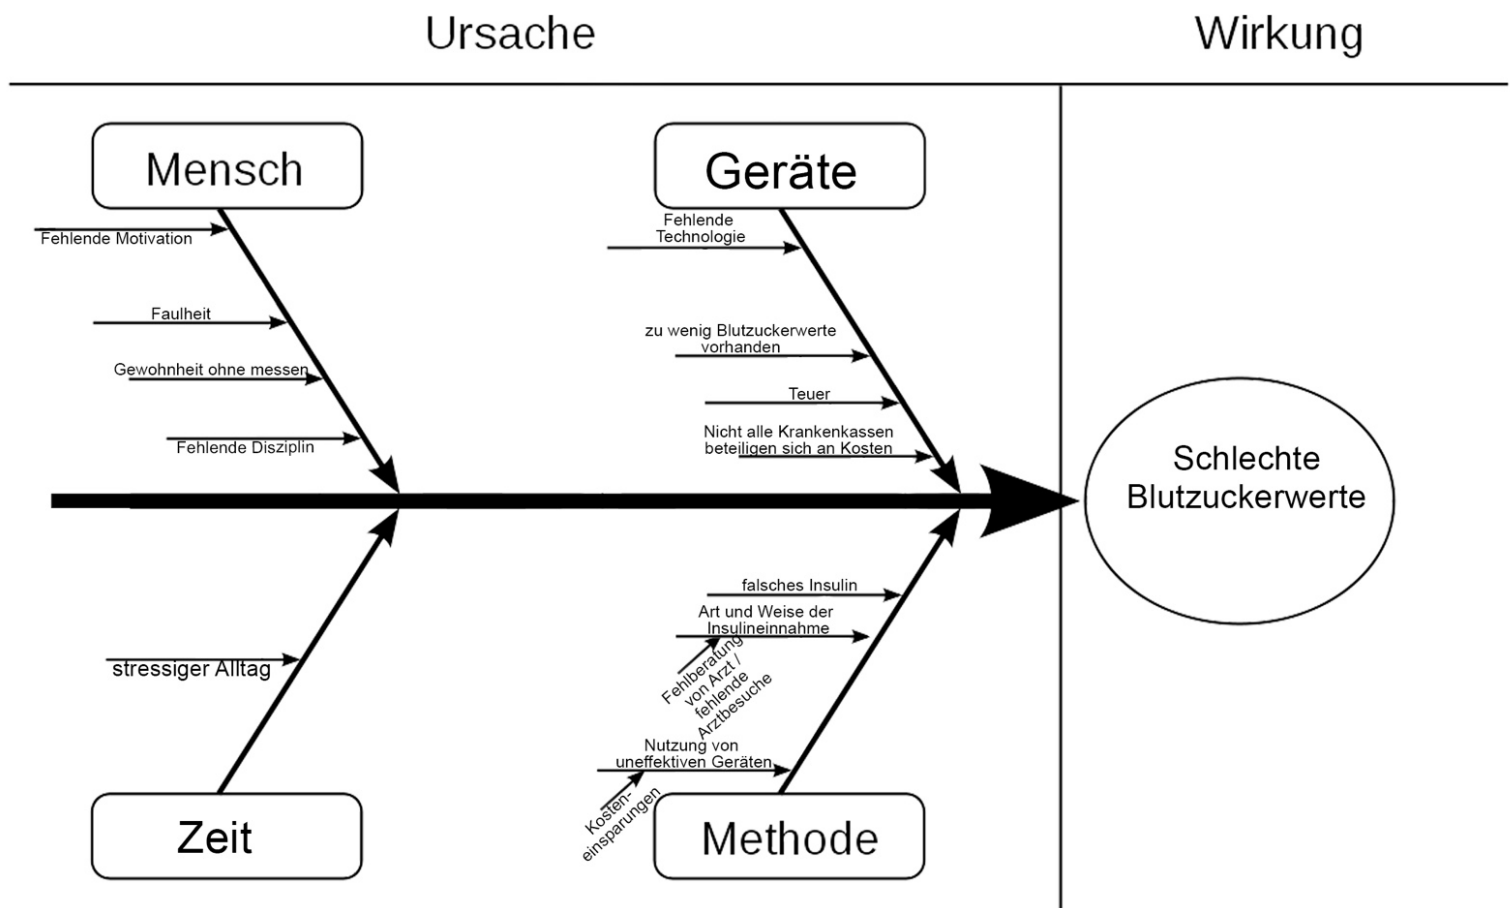 Ursache
Wirkung
Mensch
Geräte
Fehlende Motivation
Faulheit
Gewohnheit ohne messen
Fehlende Disziplin
Fehlende
Technologie
zu wenig Blutzuckerwerte
vorhanden
Teuer
Nicht alle Krankenkassen
beteiligen sich an Kosten
Schlechte
Blutzuckerwerte
stressiger Alltag
falsches Insulin
Art und Weise der
Insulineinnahme
Fehlberatung
von Arzt /
fehlende
Arztbesuche
Nutzung von
uneffektiven Geräten
Kosten-
einsparungen
Zeit
Methode